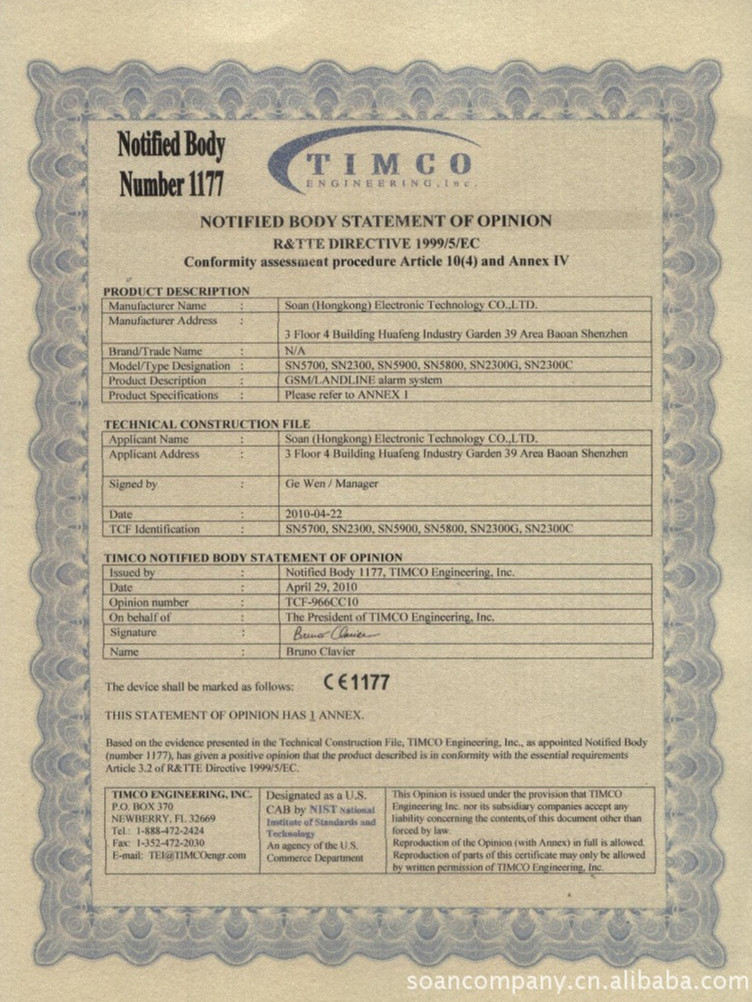 Notified Body
Number 1177
TIMCO
ENGINEERING, Inc.
NOTIFIED BODY STATEMENT OF OPINION
R&TTE DIRECTIVE 1999/5/EC
Conformity assessment procedure Article 10(4) and Annex IV
PRODUCT DESCRIPTION
Manufacturer Name : Soan (Hongkong) Electronic Technology CO.,LTD.
Manufacturer Address :
3 Floor 4 Building Huafeng Industry Garden 39 Area Baoan Shenzhen
Brand/Trade Name : N/A
Model/Type Designation : SN5700, SN2300, SN5900, SN5800, SN2300G, SN2300C
Product Description : GSM/LANDLINE alarm system
Product Specifications : Please refer to ANNEX 1
TECHNICAL CONSTRUCTION FILE
Applicant Name : Soan (Hongkong) Electronic Technology CO.,LTD.
Applicant Address : 3 Floor 4 Building Huafeng Industry Garden 39 Area Baoan Shenzhen
Signed by : Ge Wen / Manager
Date : 2010-04-22
TCF Identification : SN5700, SN2300, SN5900, SN5800, SN2300G, SN2300C
TIMCO NOTIFIED BODY STATEMENT OF OPINION
Issued by : Notified Body 1177, TIMCO Engineering, Inc.
Date : April 29, 2010
Opinion number : TCF-966CC10
On behalf of : The President of TIMCO Engineering, Inc.
Signature : Bruno Clavier
Name : Bruno Clavier
The device shall be marked as follows: CE1177
THIS STATEMENT OF OPINION HAS 1 ANNEX.
Based on the evidence presented in the Technical Construction File, TIMCO Engineering, Inc., as appointed Notified Body
(number 1177), has given a positive opinion that the product described is in conformity with the essential requirements
Article 3.2 of R&TTE Directive 1999/5/EC.
TIMCO ENGINEERING, INC.
P.O. BOX 370
NEWBERRY, FL 32669
Tel.: 1-888-472-2424
Fax: 1-352-472-2030
E-mail: TEI@TIMCOengr.com
Designated as a U.S.
CAB by NIST National
Institute of Standards and
Technology
An agency of the U.S.
Commerce Department
This Opinion is issued under the provision that TIMCO
Engineering Inc. nor its subsidiary companies accept any
liability concerning the contents,of this document other than
forced by law.
Reproduction of the Opinion (with Annex) in full is allowed.
Reproduction of parts of this certificate may only be allowed
by written permission of TIMCO Engineering, Inc.
soancompany.cn.alibaba.com